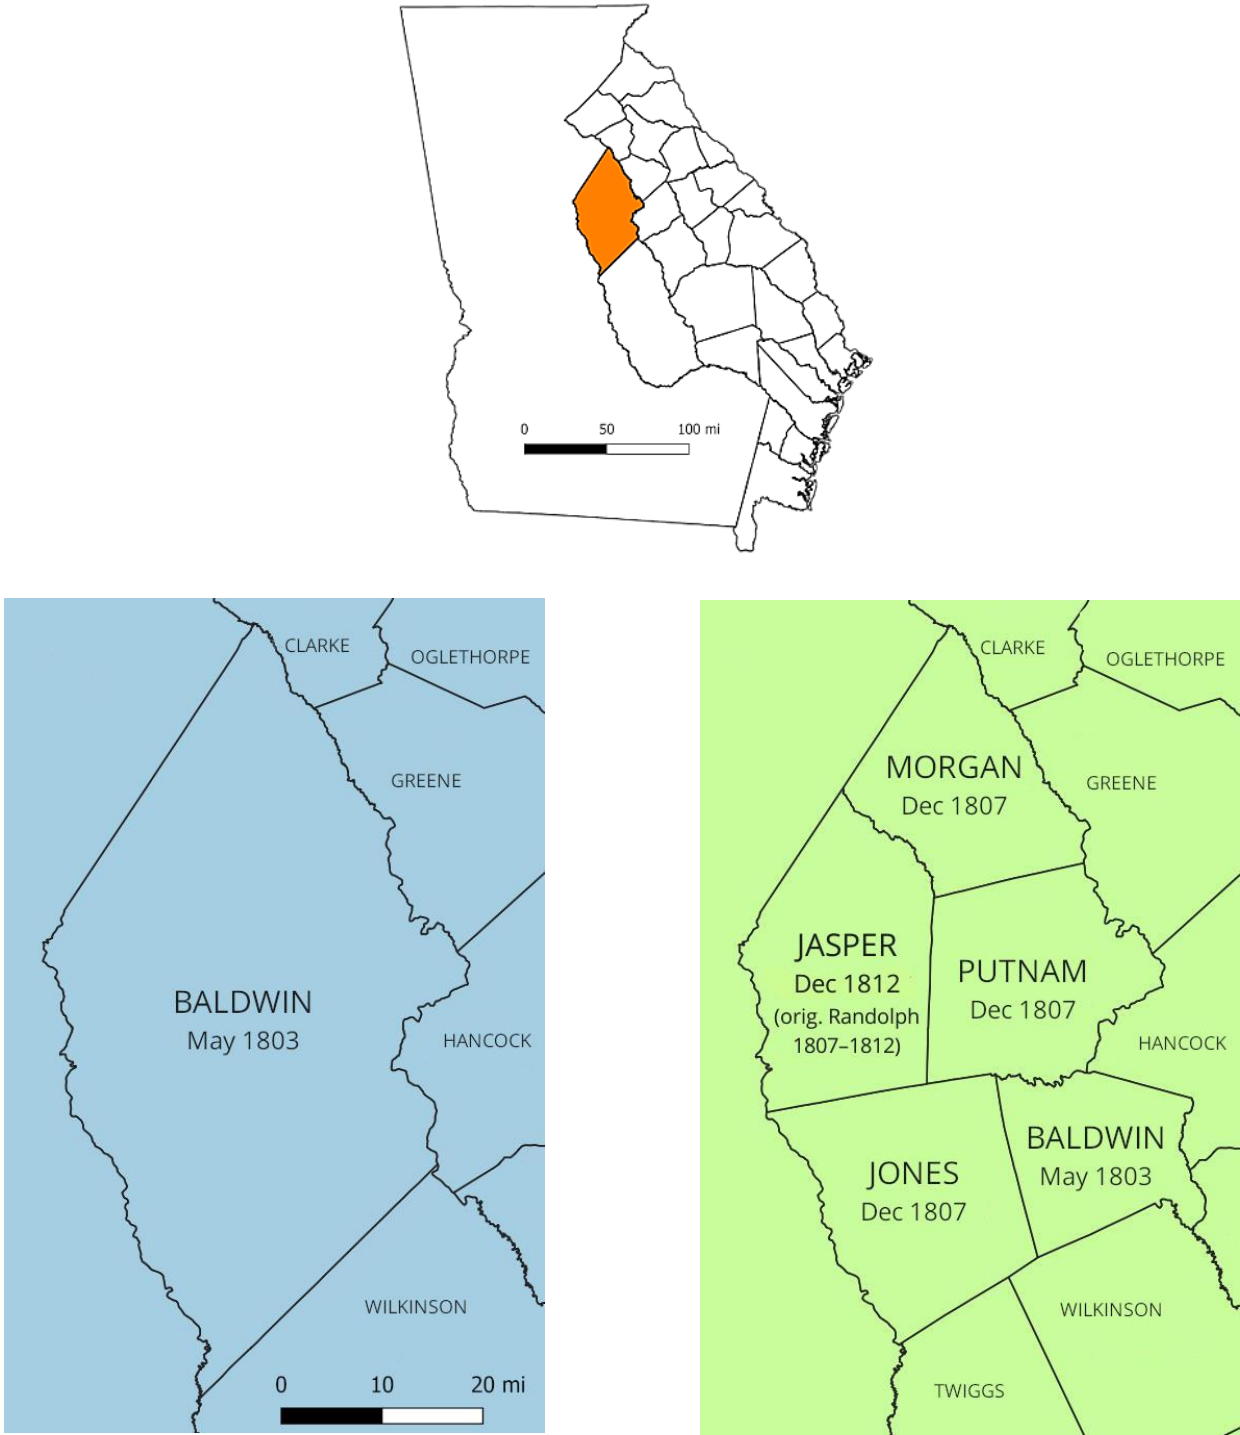 0 50 100 mi
CLARKE
OGLETHORPE
GREENE
BALDWIN
May 1803
HANCOCK
WILKINSON
0 10 20 mi
CLARKE
OGLETHORPE
MORGAN
Dec 1807
GREENE
JASPER
Dec 1812
(orig. Randolph
1807–1812)
PUTNAM
Dec 1807
HANCOCK
BALDWIN
May 1803
JONES
Dec 1807
WILKINSON
TWIGGS